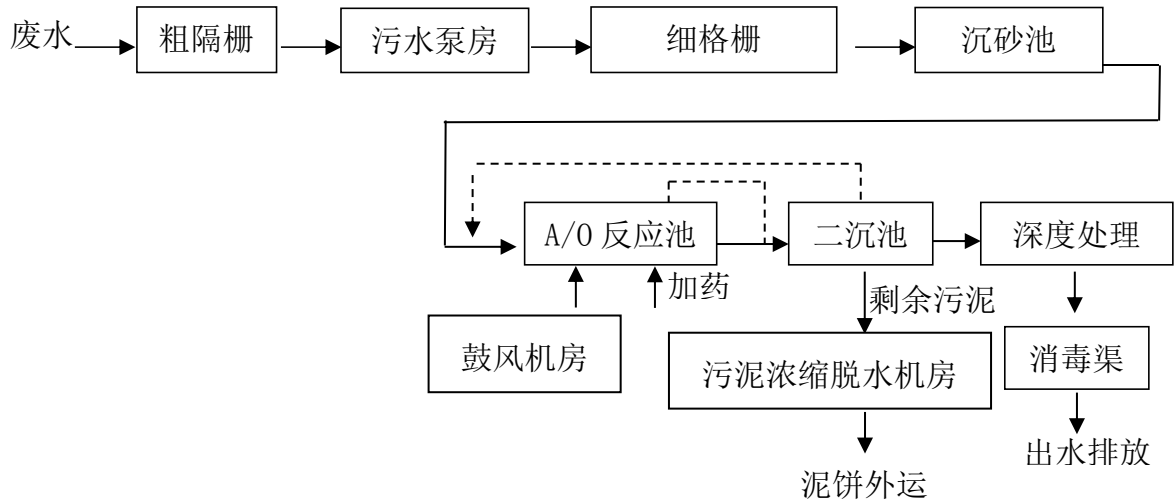 废水
粗隔栅
污水泵房
细格栅
沉砂池
A/O 反应池
二沉池
深度处理
加药
剩余污泥
鼓风机房
污泥浓缩脱水机房
消毒渠
出水排放
泥饼外运